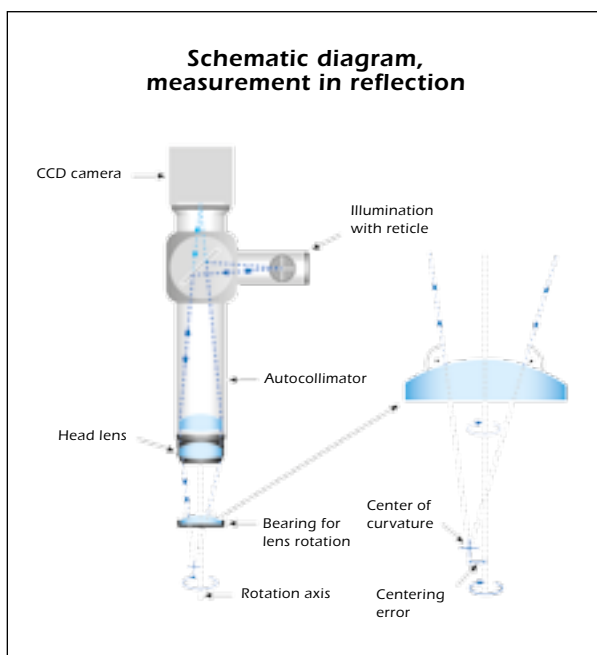 Schematic diagram,
measurement in reflection
CCD camera
Illumination
with reticle
Autocollimator
Head lens
Bearing for
lens rotation
Rotation axis
Center of
curvature
Centering
error